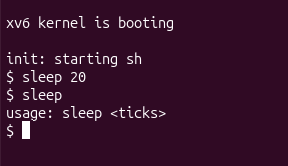 xv6 kernel is booting
init: starting sh
$ sleep 20
$ sleep
usage: sleep <ticks>
$